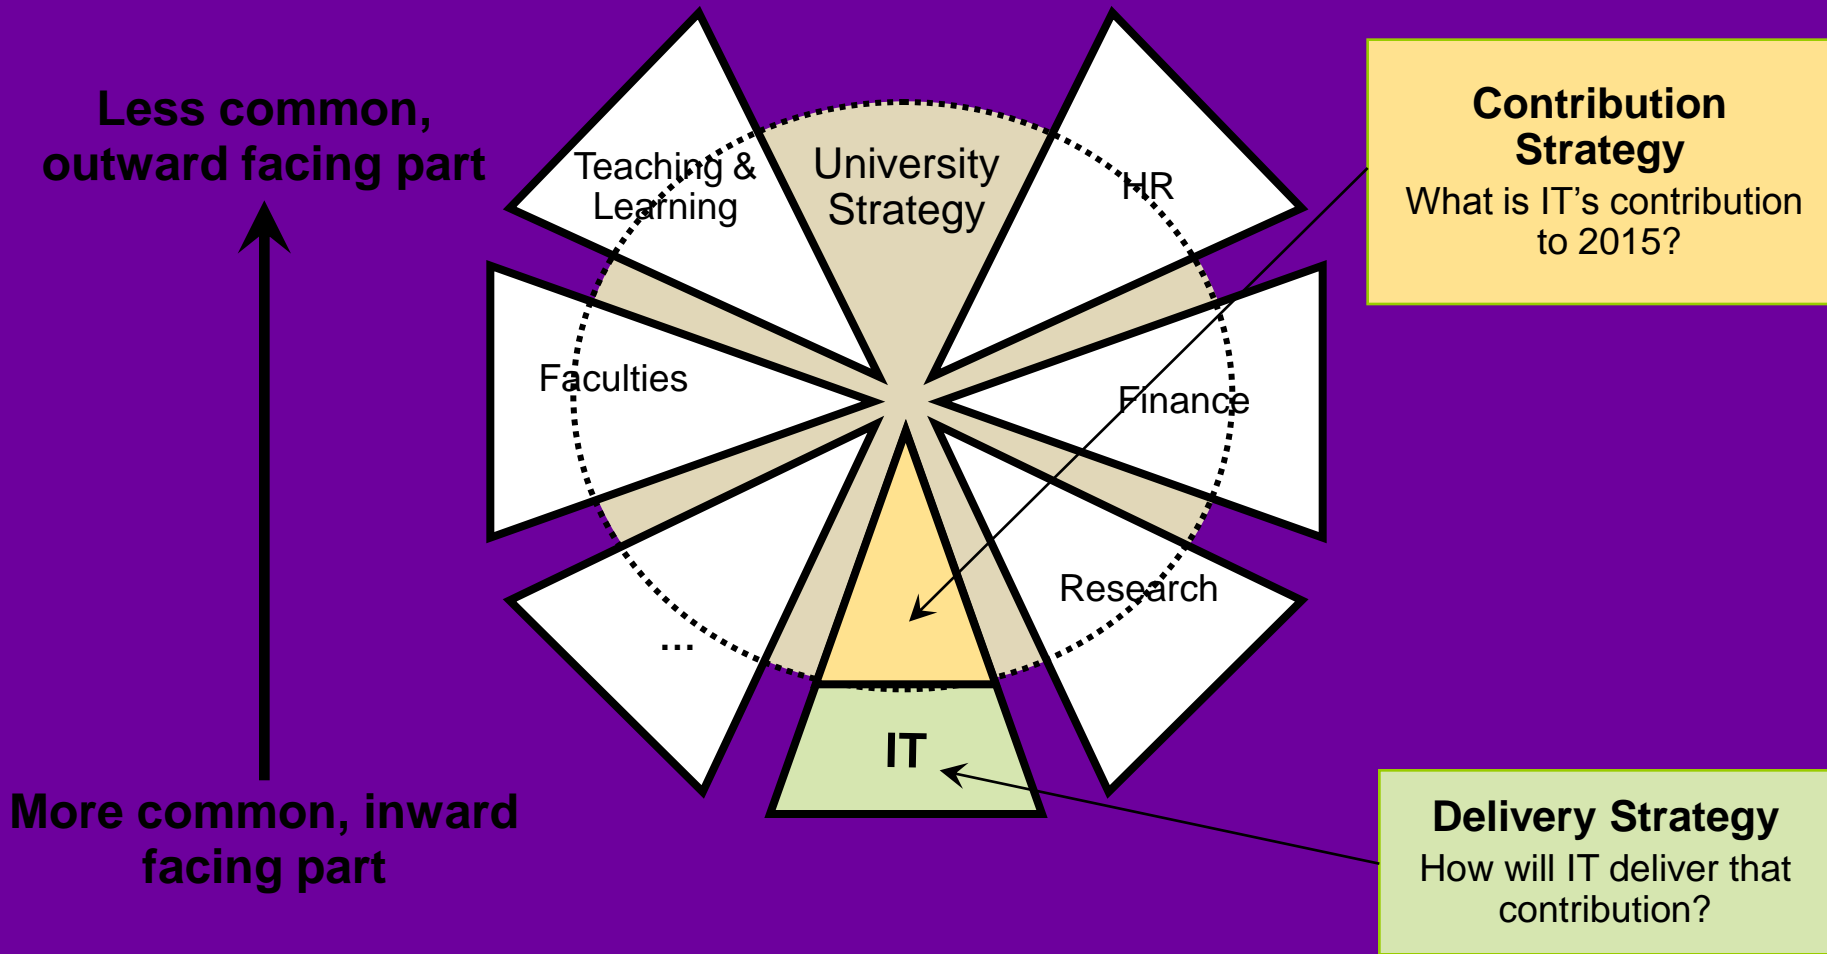 Less common,
outward facing part
More common, inward
facing part
Teaching &
Learning
University
Strategy
HR
Faculties
Finance
...
Research
IT
Contribution
Strategy
What is IT’s contribution
to 2015?
Delivery Strategy
How will IT deliver that
contribution?